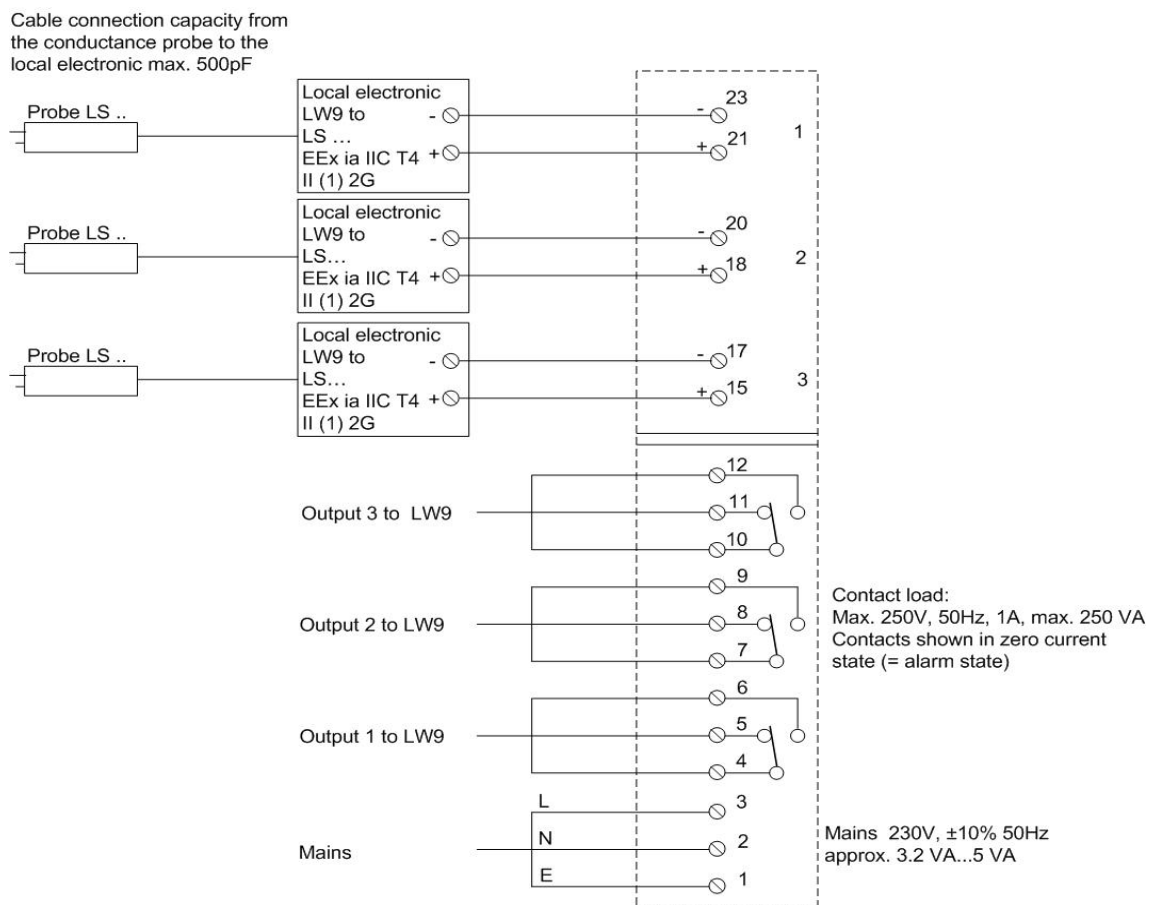 Cable connection capacity from
the conductance probe to the
local electronic max. 500pF
Probe LS ..
Local electronic
LW9 to
LS ...
EEx ia IIC T4
II (1) 2G
-
+
- 23
+ 21
1
Probe LS ..
Local electronic
LW9 to
LS...
EEx ia IIC T4
II (1) 2G
-
+
- 20
+ 18
2
Probe LS ..
Local electronic
LW9 to
LS...
EEx ia IIC T4
II (1) 2G
-
+
- 17
+ 15
3
Output 3 to LW9
12
11
10
Output 2 to LW9
9
8
7
Contact load:
Max. 250V, 50Hz, 1A, max. 250 VA
Contacts shown in zero current
state (= alarm state)
Output 1 to LW9
6
5
4
Mains
L 3
N 2
E 1
Mains 230V, ±10% 50Hz
approx. 3.2 VA...5 VA